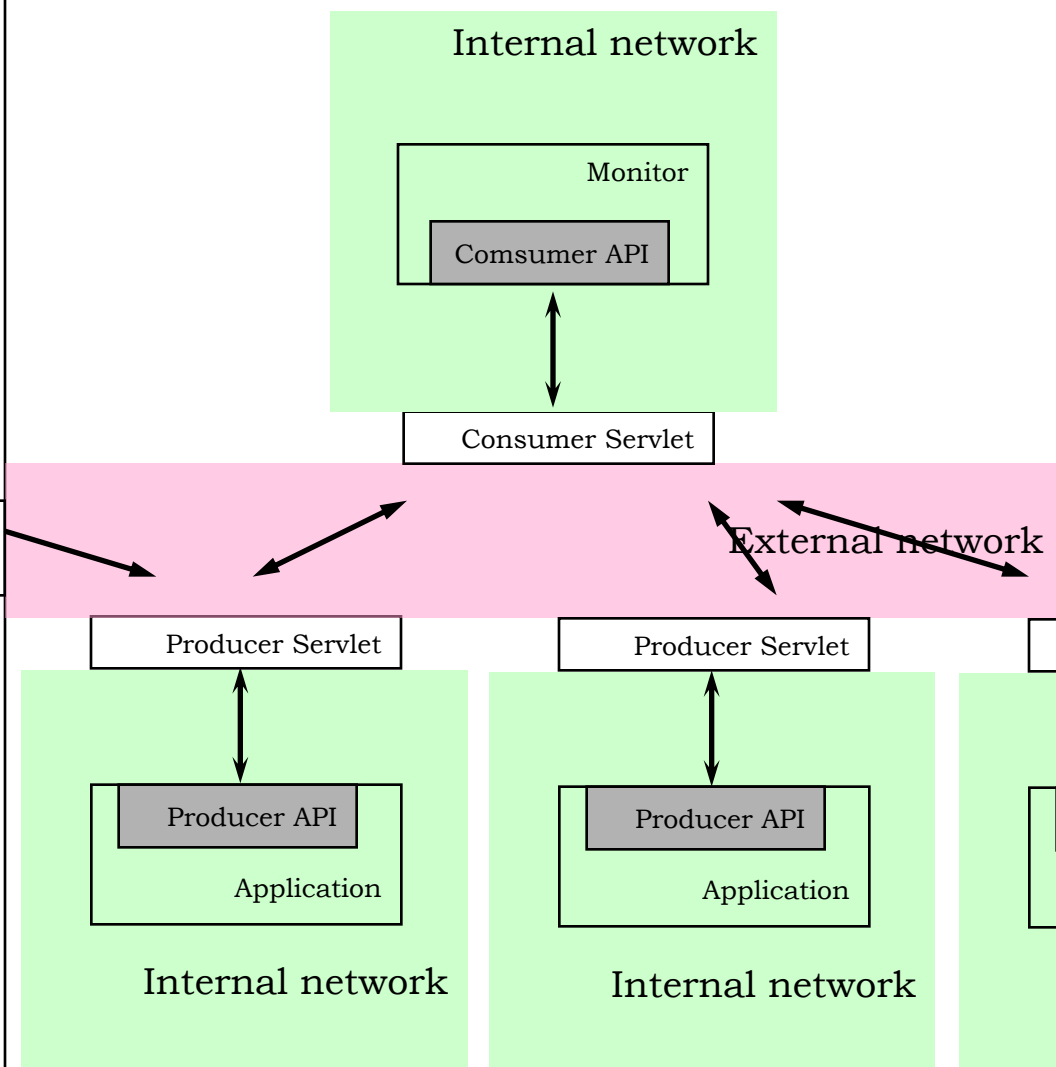 Internal network
Monitor
Comsumer API
Consumer Servlet
External network
Producer Servlet
Producer Servlet
Producer API
Producer API
Application
Application
Internal network
Internal network